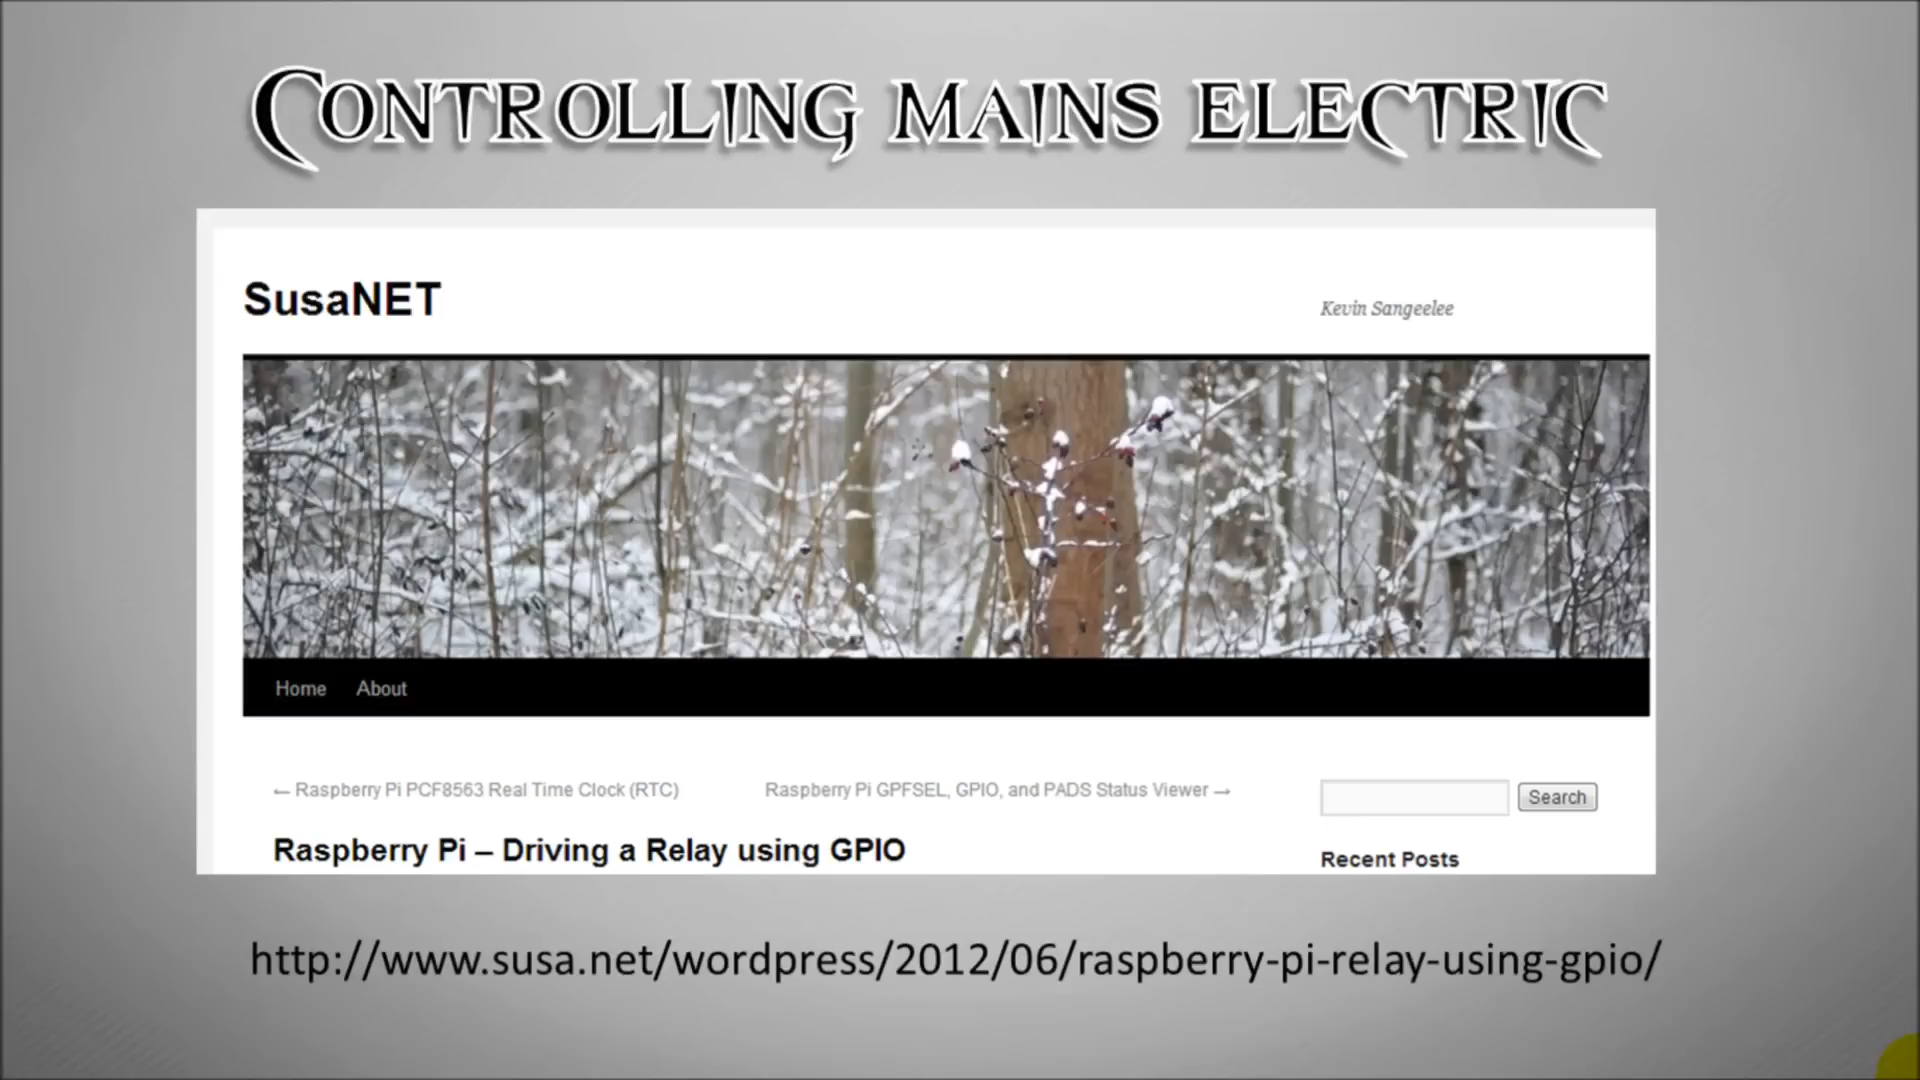 Controlling mains electric
SusaNET
Kevin Sangeelee
Home About
← Raspberry Pi PCF8563 Real Time Clock (RTC) Raspberry Pi GPFSEL, GPIO, and PADS Status Viewer →
Search
Raspberry Pi – Driving a Relay using GPIO
Recent Posts
http://www.susa.net/wordpress/2012/06/raspberry-pi-relay-using-gpio/